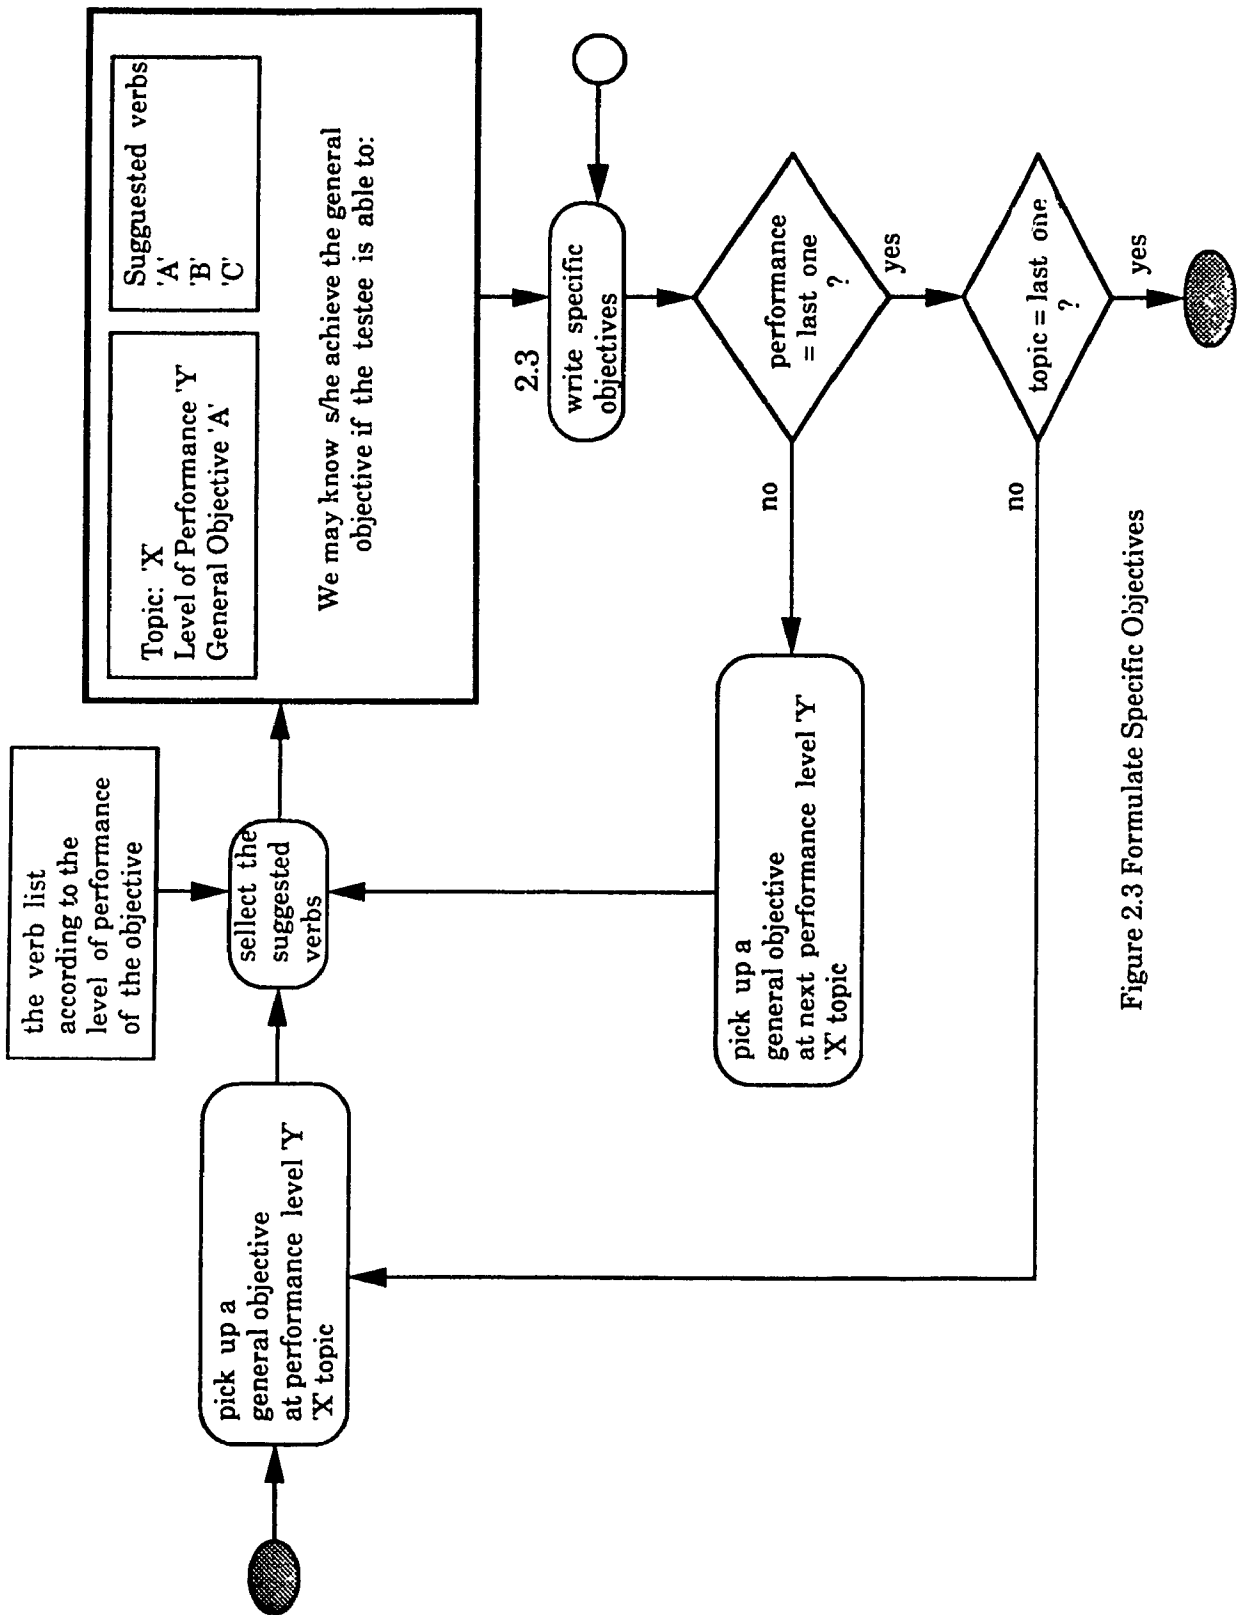 pick up a
general objective
at performance level 'Y'
'X' topic
the verb list
according to the
level of performance
of the objective
sellect the
suggested
verbs
Topic: 'X'
Level of Performance 'Y'
General Objective 'A'
Sugguested verbs
'A'
'B'
'C'
We may know s/he achieve the general
objective if the testee is able to:
2.3
write specific
objectives
performance
= last one
?
no
yes
pick up a
general objective
at next performance level 'Y'
'X' topic
topic = last one
?
no
yes
Figure 2.3 Formulate Specific Objectives